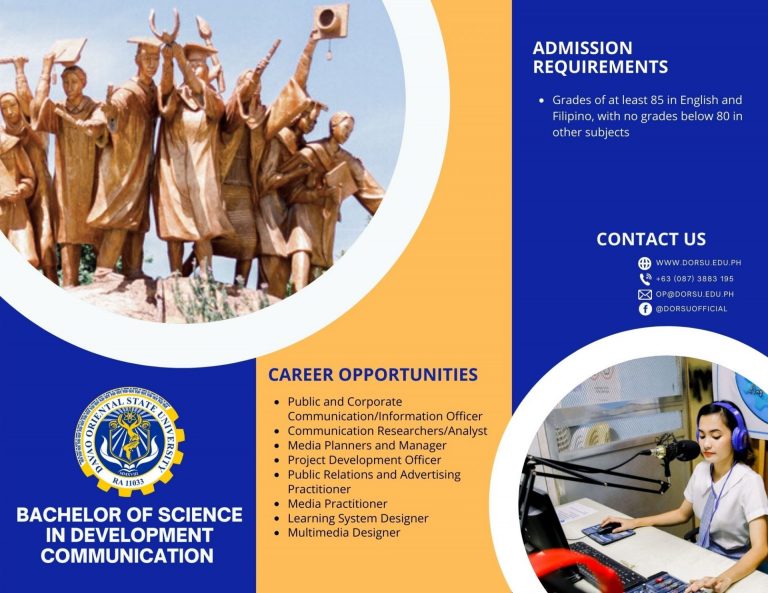 DAVAO ORIENTAL STATE UNIVERSITY
MMXVIII
RA 11033
BACHELOR OF SCIENCE
IN DEVELOPMENT
COMMUNICATION
CAREER OPPORTUNITIES
• Public and Corporate
Communication/Information Officer
• Communication Researchers/Analyst
• Media Planners and Manager
• Project Development Officer
• Public Relations and Advertising
Practitioner
• Media Practitioner
• Learning System Designer
• Multimedia Designer
ADMISSION
REQUIREMENTS
• Grades of at least 85 in English and
Filipino, with no grades below 80 in
other subjects
CONTACT US
WWW.DORSU.EDU.PH
+63 (087) 3883 195
OP@DORSU.EDU.PH
@DORSUOFFICIAL